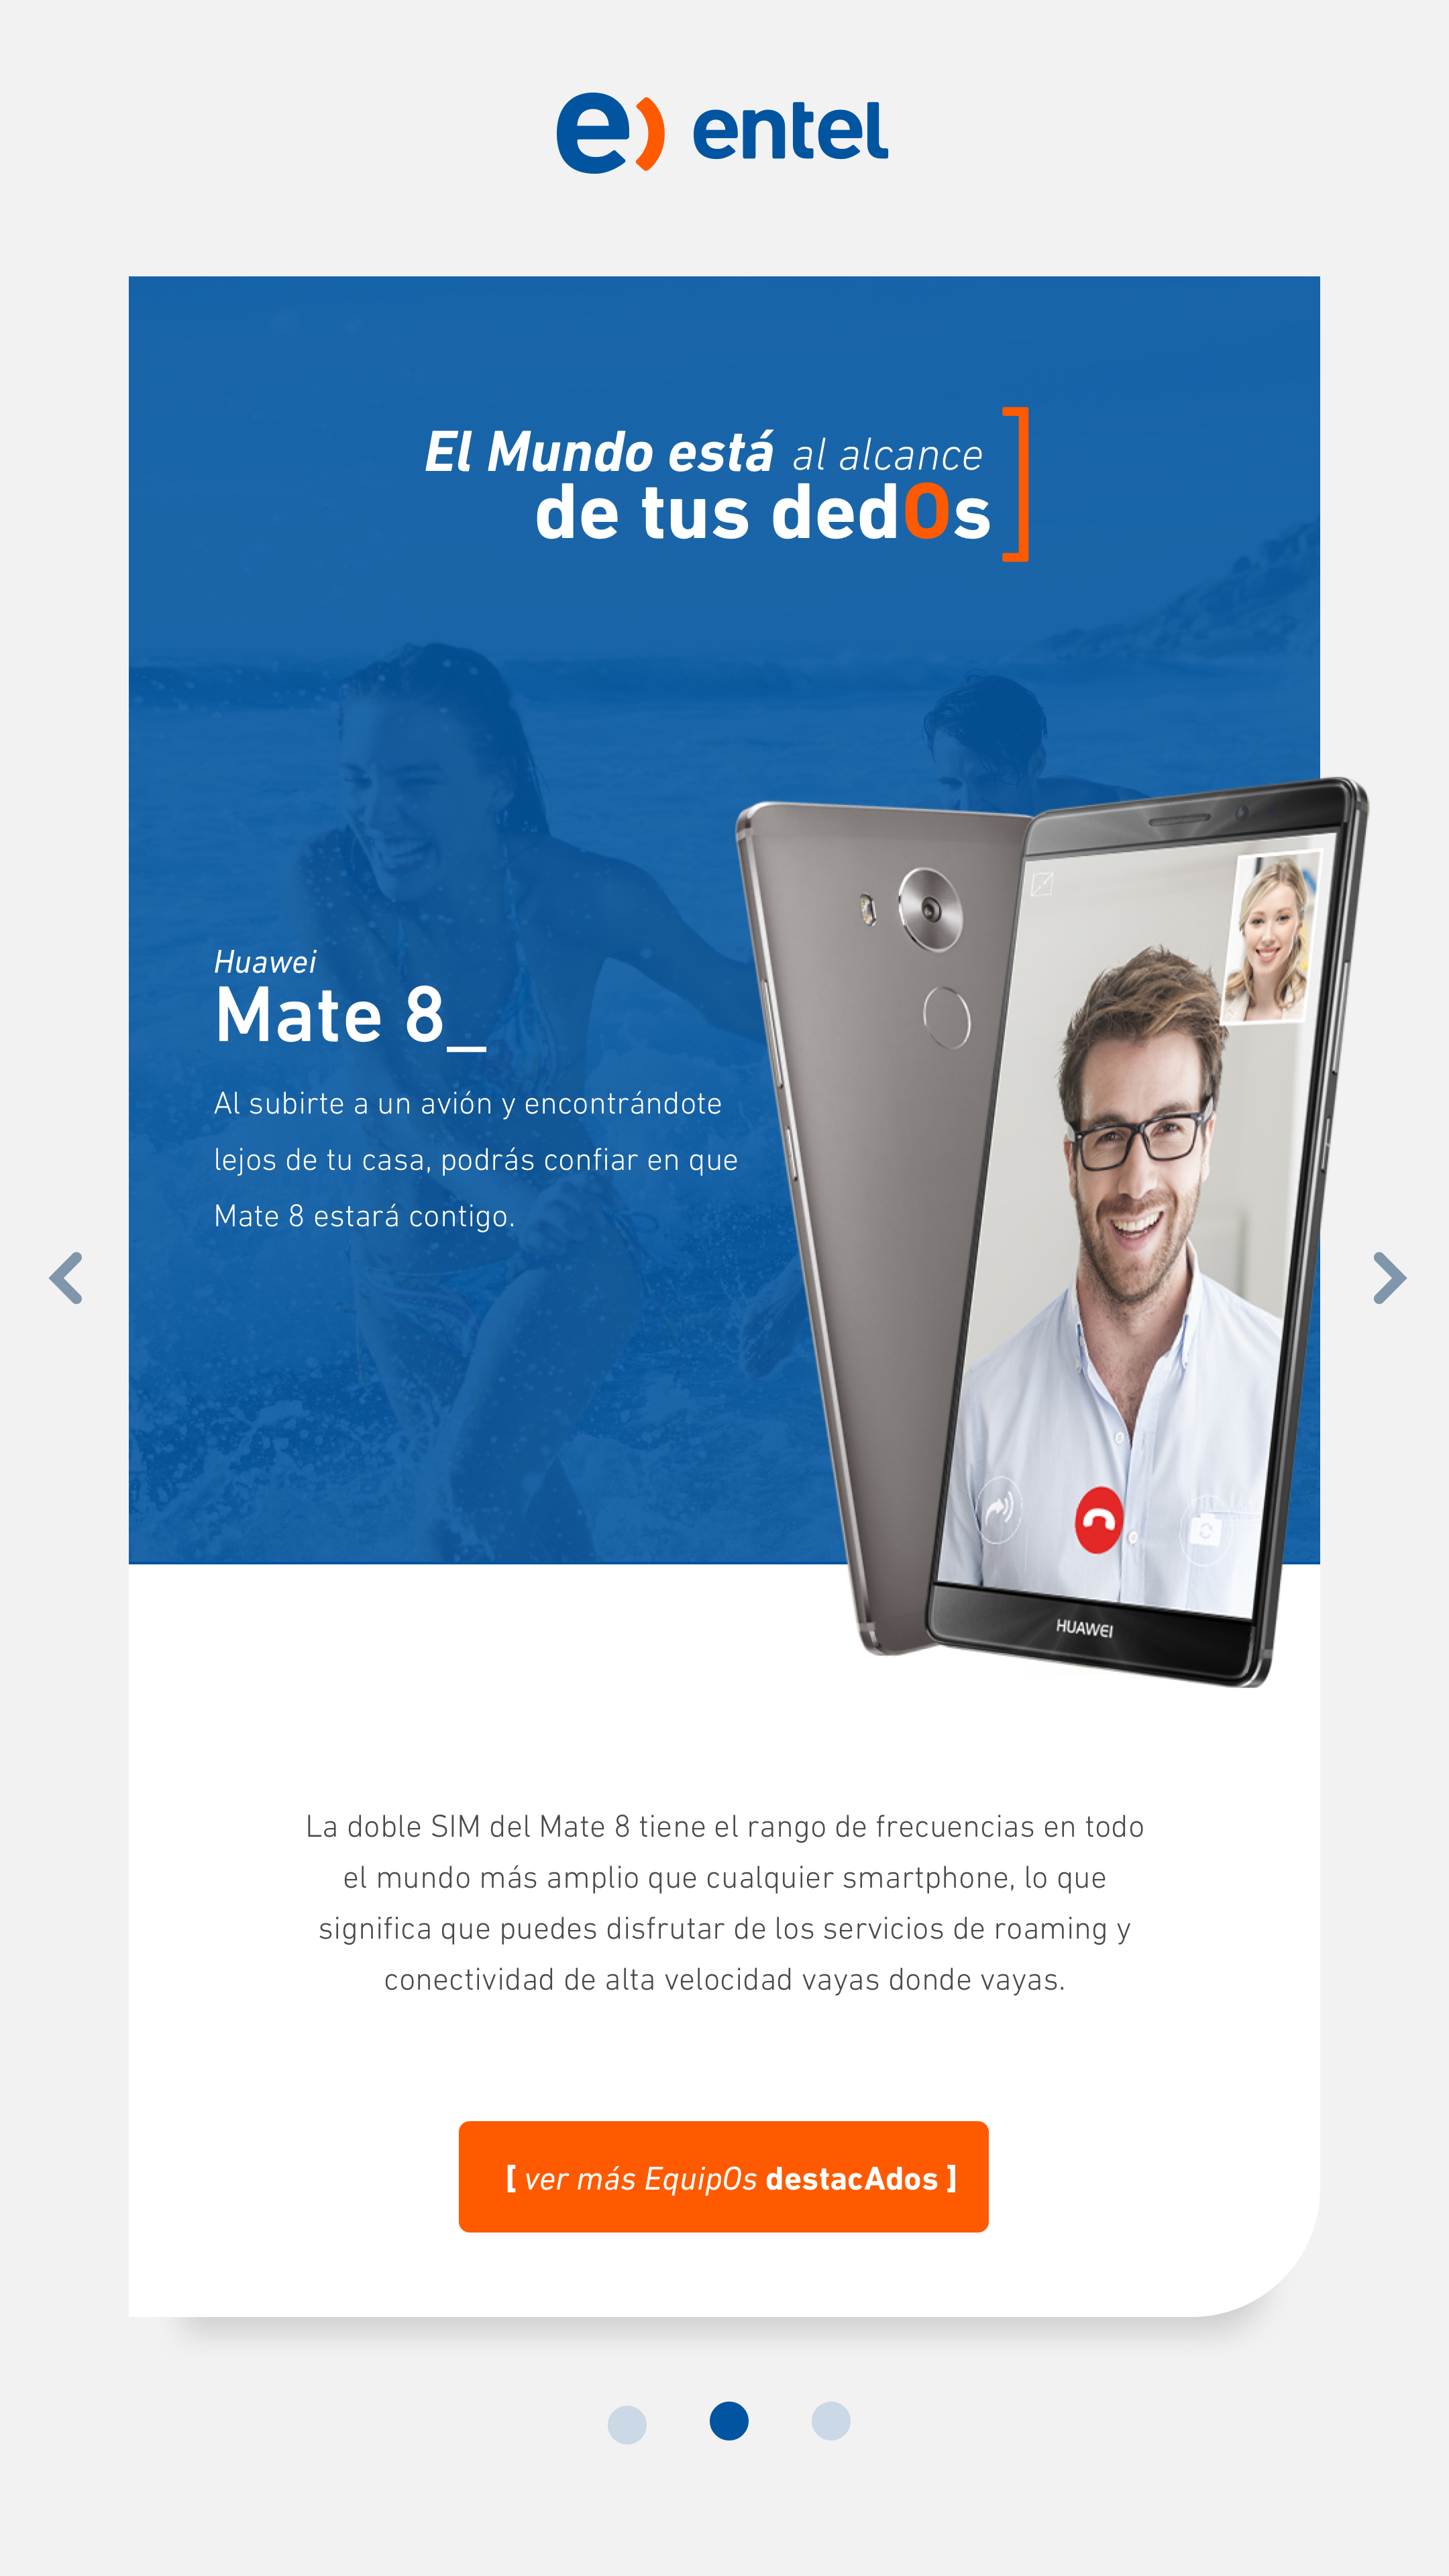 e) entel
El Mundo está al alcance
de tus dedOs]
Huawei
Mate 8_
Al subirte a un avión y encontrándote
lejos de tu casa, podrás confiar en que
Mate 8 estará contigo.
HUAWEI
La doble SIM del Mate 8 tiene el rango de frecuencias en todo
el mundo más amplio que cualquier smartphone, lo que
significa que puedes disfrutar de los servicios de roaming y
conectividad de alta velocidad vayas donde vayas.
[ ver más EquipOs destacAdos ]